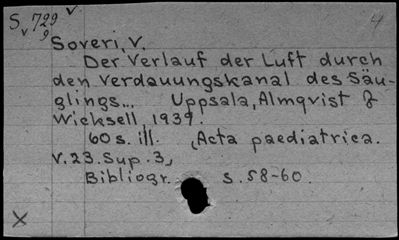 S.729 v.
v.9 4
Soveri, V.
Der Verlauf der Luft durch
den Verdauungskanal des Säu-
glings... Uppsala, Almqvist &
Wicksell, 1939.
60 s. ill. (Acta paediatrica.
V.23. Sup. 3,
Bibliogr. s. 58-60.
X